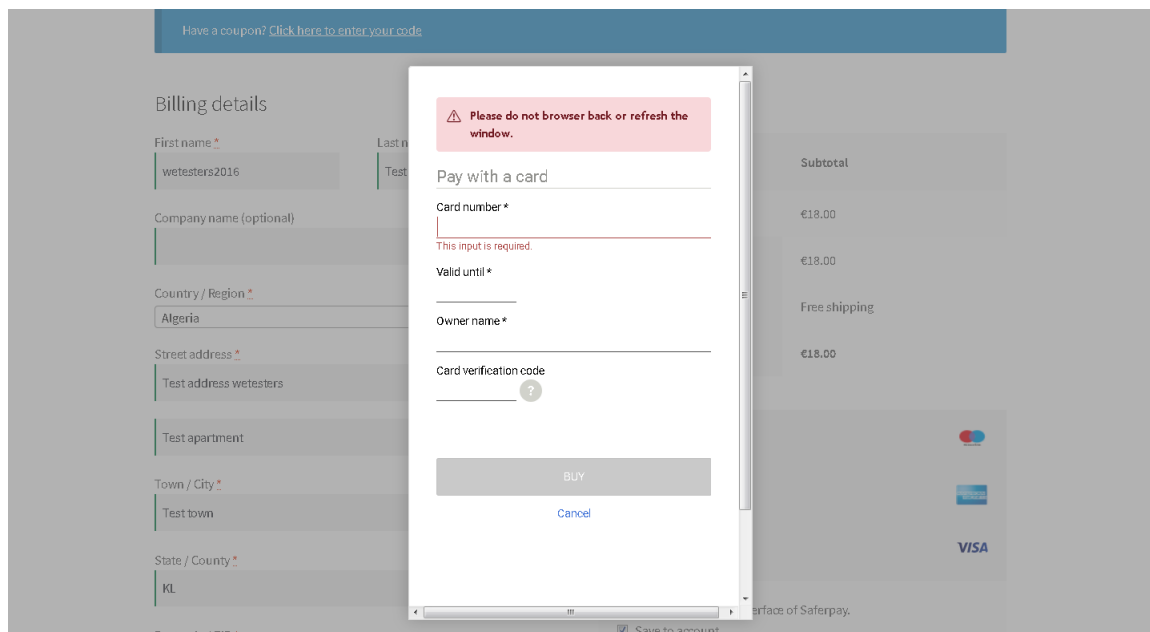 Have a coupon? Click here to enter your code
Billing details
First name *
Last n
wetesters2016
Test
Company name (optional)
Country / Region *
Algeria
Street address *
Test address wetesters
Test apartment
Town / City *
Test town
State / County *
KL
Please do not browser back or refresh the
window.
Pay with a card
Card number *
This input is required.
Valid until *
Owner name *
Card verification code
?
BUY
Cancel
Subtotal
€18.00
€18.00
Free shipping
€18.00
VISA
erface of Saferpay.
Save to account